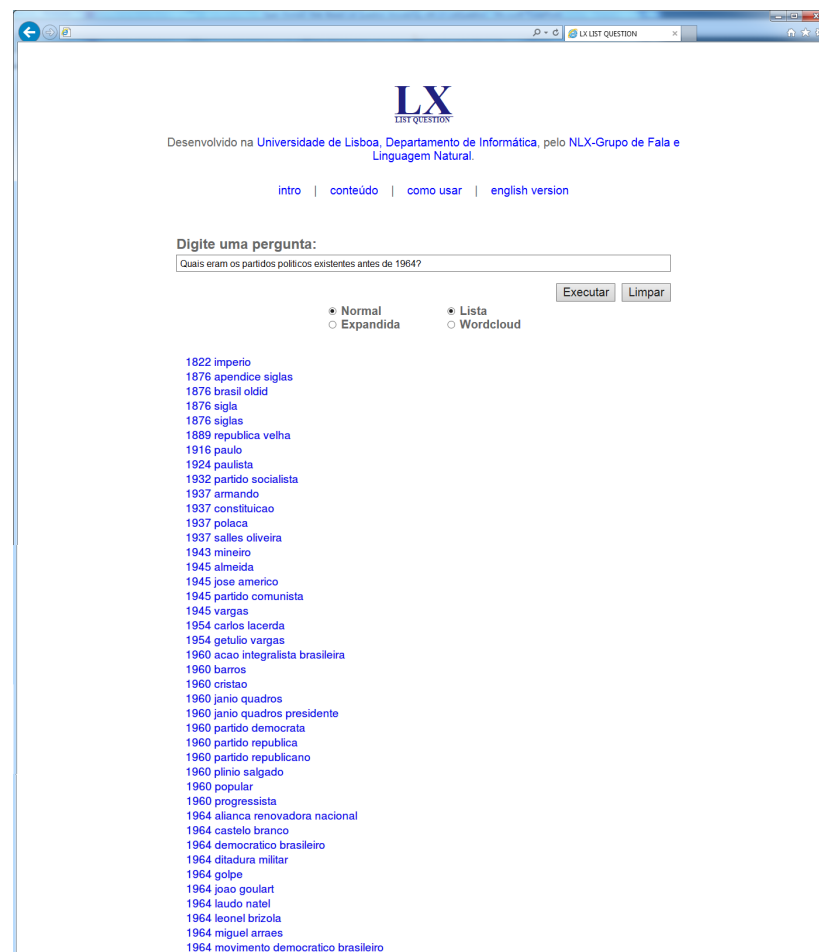 LX LIST QUESTION
LX
LIST QUESTION
Desenvolvido na Universidade de Lisboa, Departamento de Informática, pelo NLX-Grupo de Fala e
Linguagem Natural.
intro | conteúdo | como usar | english version
Digite uma pergunta:
Quais eram os partidos politicos existentes antes de 1964?
Executar Limpar
Normal Lista
Expandida Wordcloud
1822 imperio
1876 apendice siglas
1876 brasil oldid
1876 sigla
1876 siglas
1889 republica velha
1916 paulo
1924 paulista
1932 partido socialista
1937 armando
1937 constituicao
1937 polaca
1937 salles oliveira
1943 mineiro
1945 almeida
1945 jose americo
1945 partido comunista
1945 vargas
1954 carlos lacerda
1954 getulio vargas
1960 acao integralista brasileira
1960 barros
1960 cristao
1960 janio quadros
1960 janio quadros presidente
1960 partido democrata
1960 partido republica
1960 partido republicano
1960 plinio salgado
1960 popular
1960 progressista
1964 alianca renovadora nacional
1964 castelo branco
1964 democratico brasileiro
1964 ditadura militar
1964 golpe
1964 joao goulart
1964 laudo natel
1964 leonel brizola
1964 miguel arraes
1964 movimento democratico brasileiro